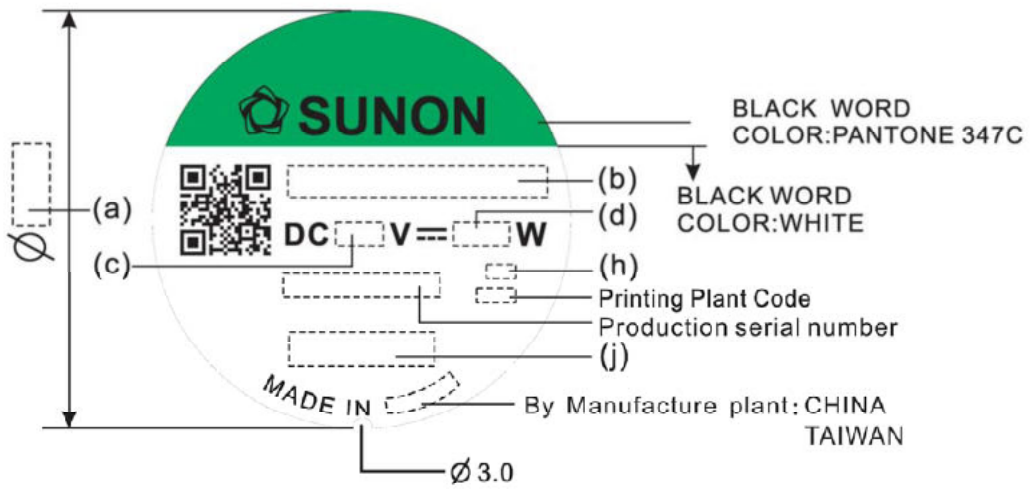 SUNON
BLACK WORD
COLOR:PANTONE 347C
(a)
(b)
BLACK WORD
COLOR:WHITE
(d)
DC V W
(c)
(h)
Printing Plant Code
Production serial number
(j)
MADE IN
By Manufacture plant: CHINA
TAIWAN
Ø
Ø 3.0